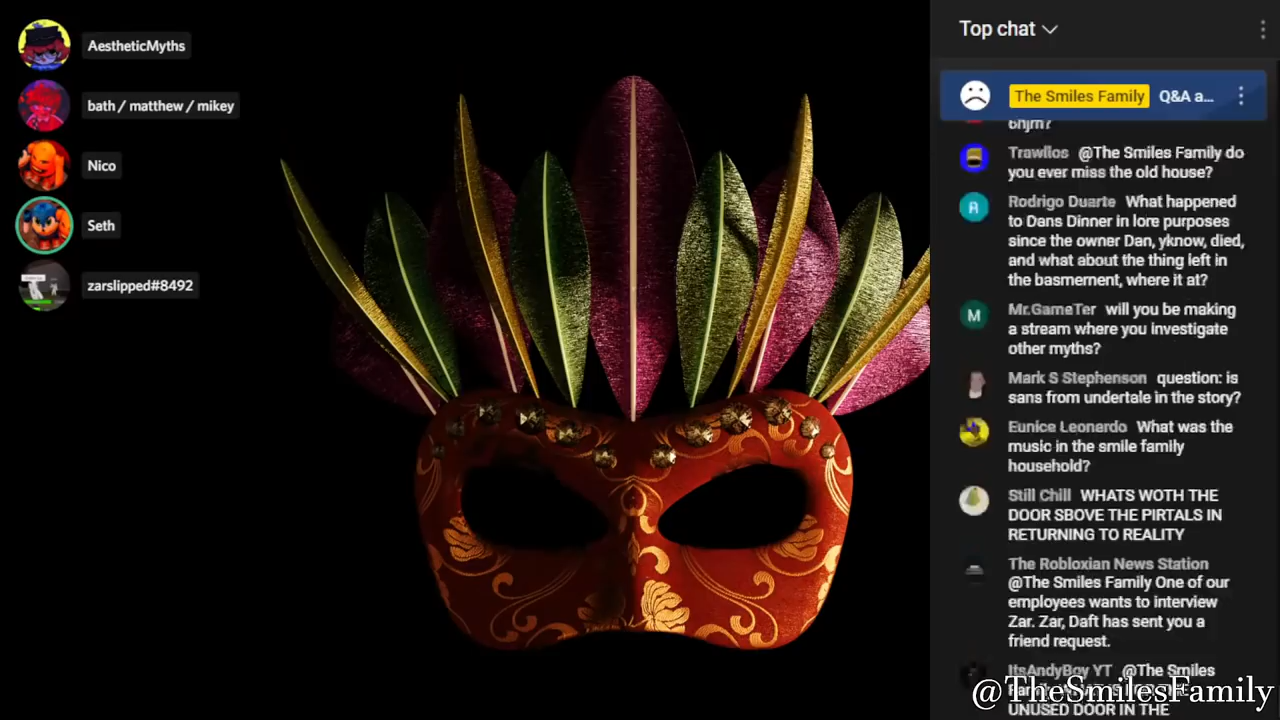 AestheticMyths
bath / matthew / mikey
Nico
Seth
zarslipped#8492
Top chat
The Smiles Family Q&A a...
Trawllos @The Smiles Family do
you ever miss the old house?
Rodrigo Duarte What happened
to Dans Dinner in lore purposes
since the owner Dan, yknow, died,
and what about the thing left in
the basmernent, where it at?
Mr.GameTer will you be making
a stream where you investigate
other myths?
Mark S Stephenson question: is
sans from undertale in the story?
Eunice Leonardo What was the
music in the smile family
household?
Still Chill WHATS WOTH THE
DOOR SBOVE THE PIRTALS IN
RETURNING TO REALITY
The Robloxian News Station
@The Smiles Family One of our
employees wants to interview
Zar. Zar, Daft has sent you a
friend request.
ItsAndyBoy YT @The Smiles
@TheSmilesFamily
UNUSED DOOR IN THE